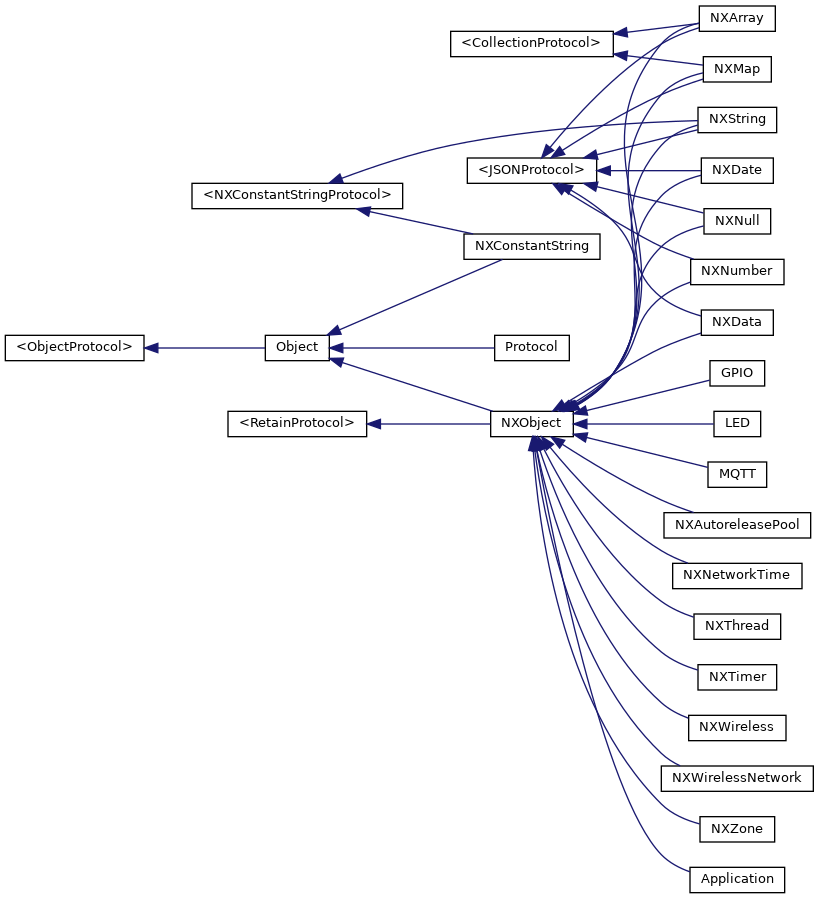 NXArray
<CollectionProtocol>
NXMap
NXString
<JSONProtocol>
NXDate
<NXConstantStringProtocol>
NXNull
NXConstantString
NXNumber
NXData
<ObjectProtocol>
Object
Protocol
GPIO
<RetainProtocol>
NXObject
LED
MQTT
NXAutoreleasePool
NXNetworkTime
NXThread
NXTimer
NXWireless
NXWirelessNetwork
NXZone
Application